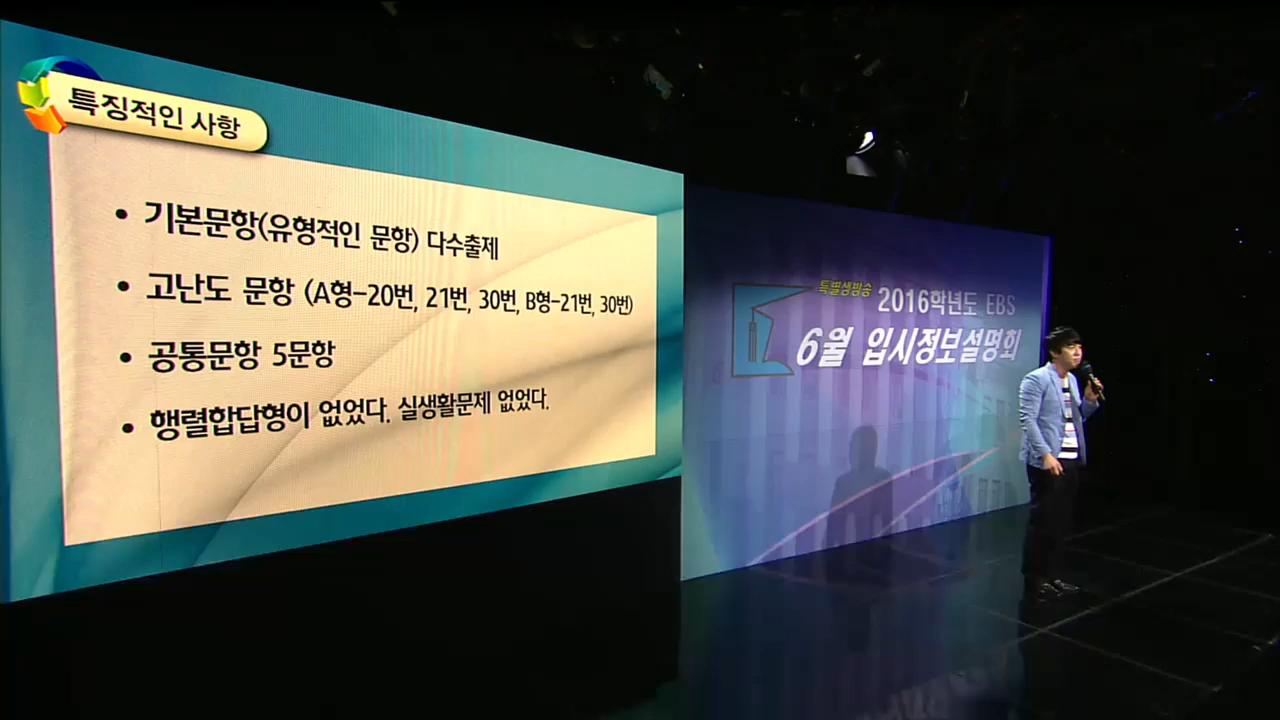 특징적인 사항
• 기본문항(유형적인 문항) 다수출제
• 고난도 문항 (A형-20번, 21번, 30번, B형-21번, 30번)
• 공통문항 5문항
• 행렬합답형이 없었다. 실생활문제 없었다.
특별생방송
2016학년도 EBS
6월 입시정보설명회